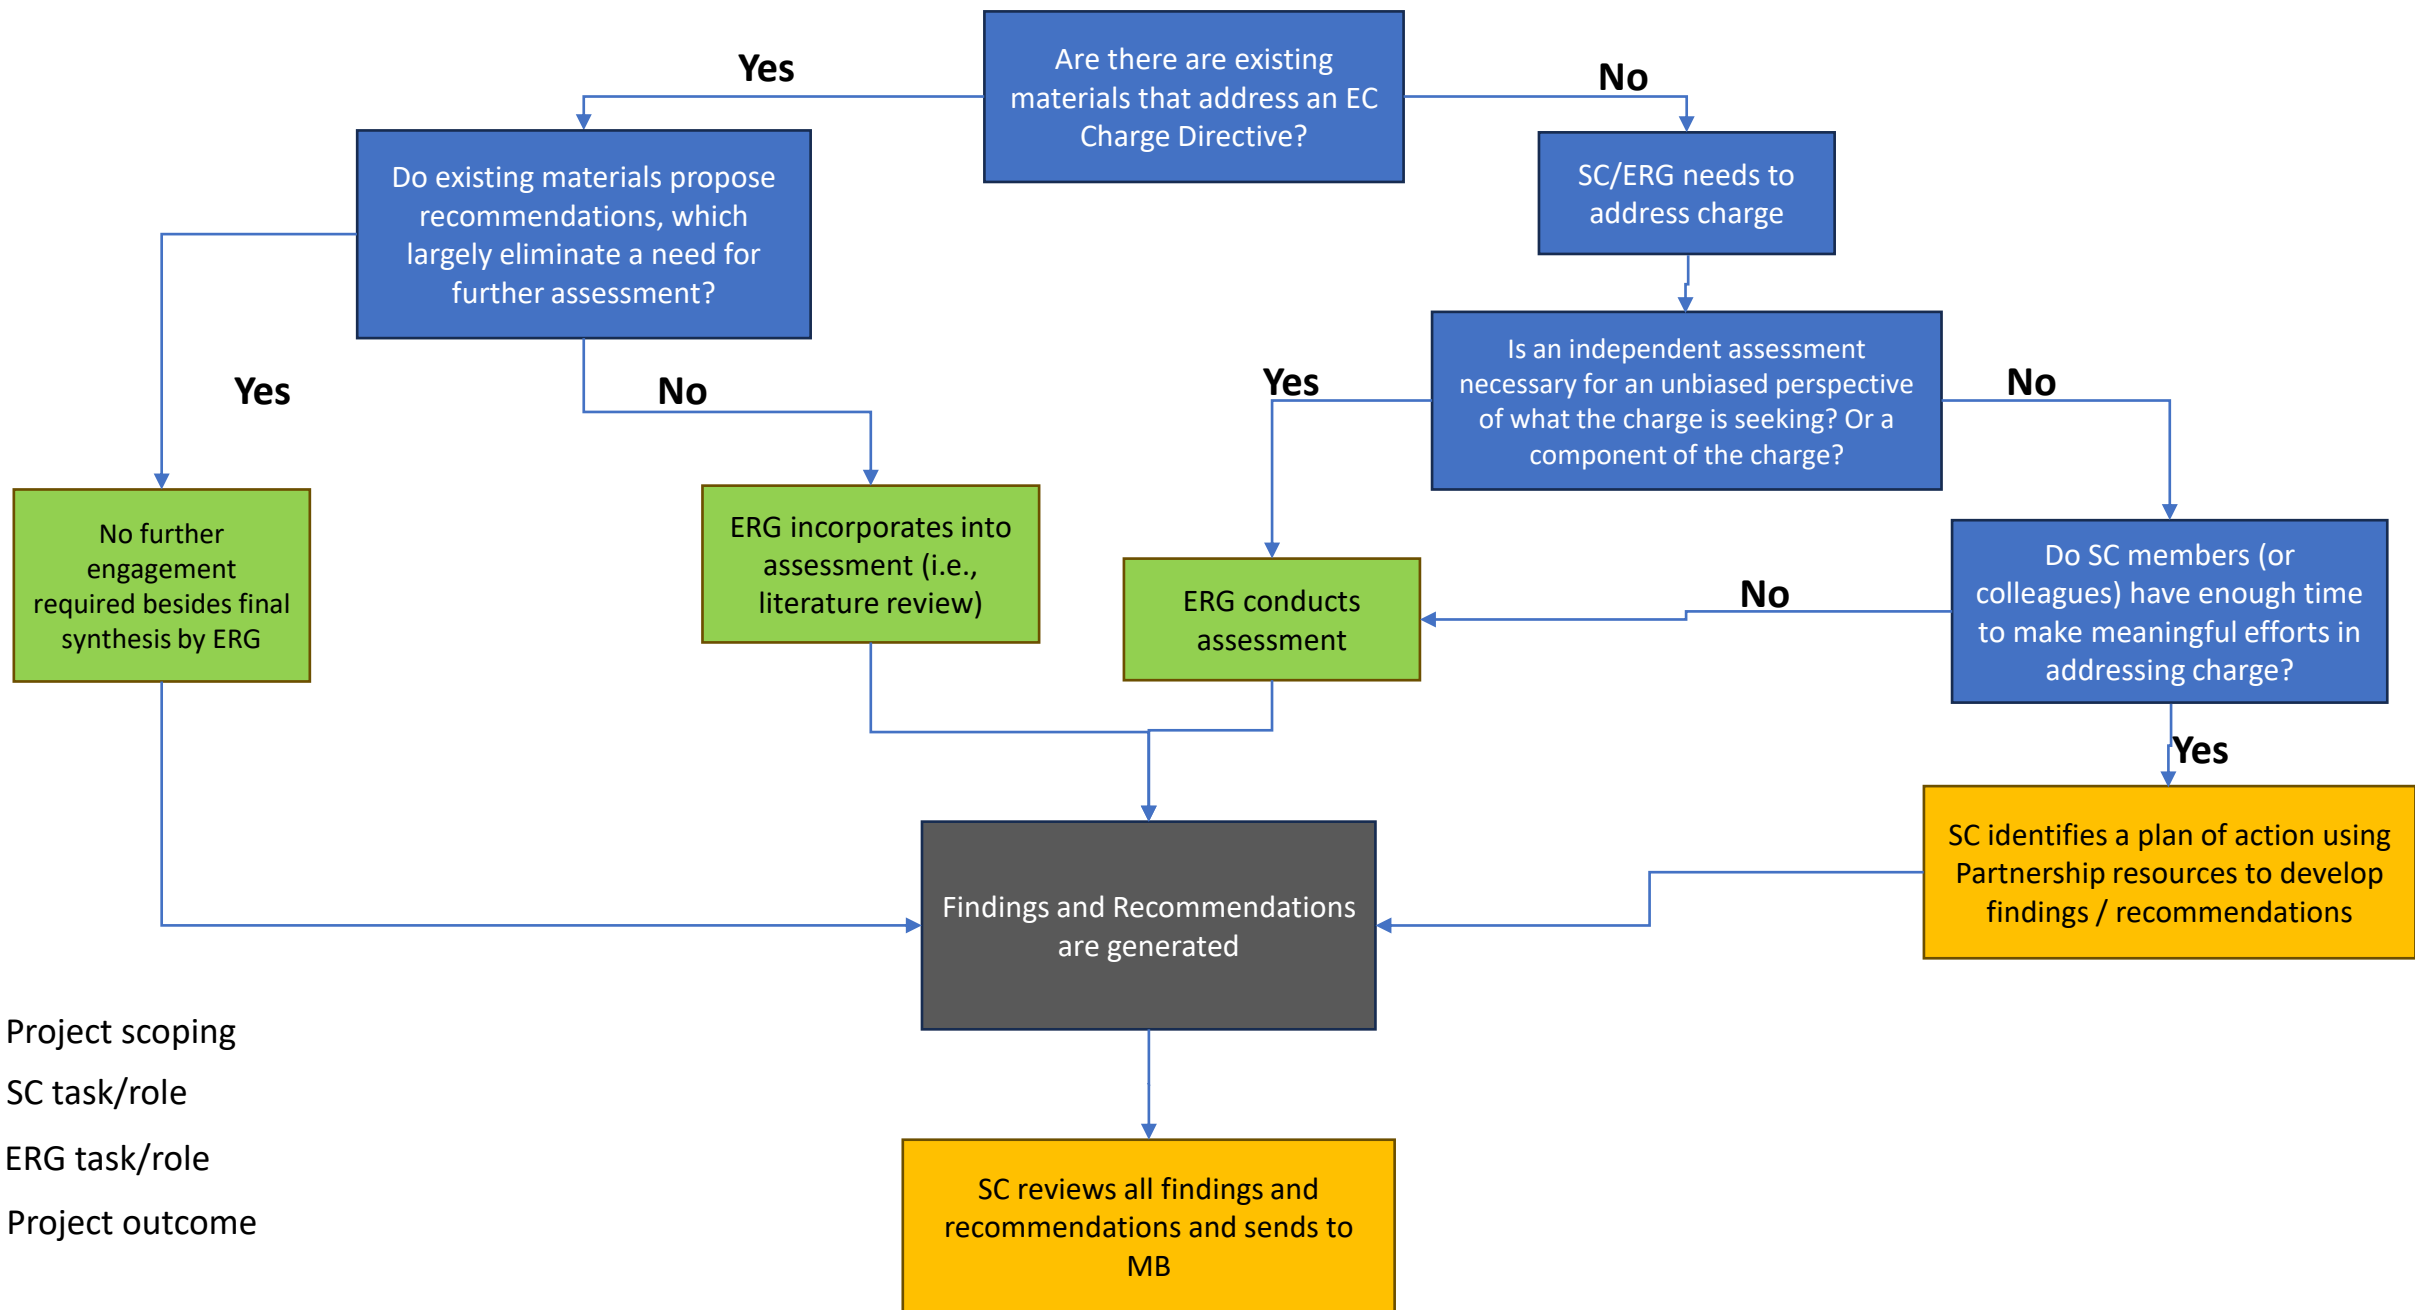 Are there are existing
materials that address an EC
Charge Directive?
Yes
No
Do existing materials propose
recommendations, which
largely eliminate a need for
further assessment?
SC/ERG needs to
address charge
Is an independent assessment
necessary for an unbiased perspective
of what the charge is seeking? Or a
component of the charge?
Yes
No
Yes
No
No further
engagement
required besides final
synthesis by ERG
ERG incorporates into
assessment (i.e.,
literature review)
ERG conducts
assessment
No
Do SC members (or
colleagues) have enough time
to make meaningful efforts in
addressing charge?
Yes
SC identifies a plan of action using
Partnership resources to develop
findings / recommendations
Findings and Recommendations
are generated
Project scoping
SC task/role
ERG task/role
Project outcome
SC reviews all findings and
recommendations and sends to
MB